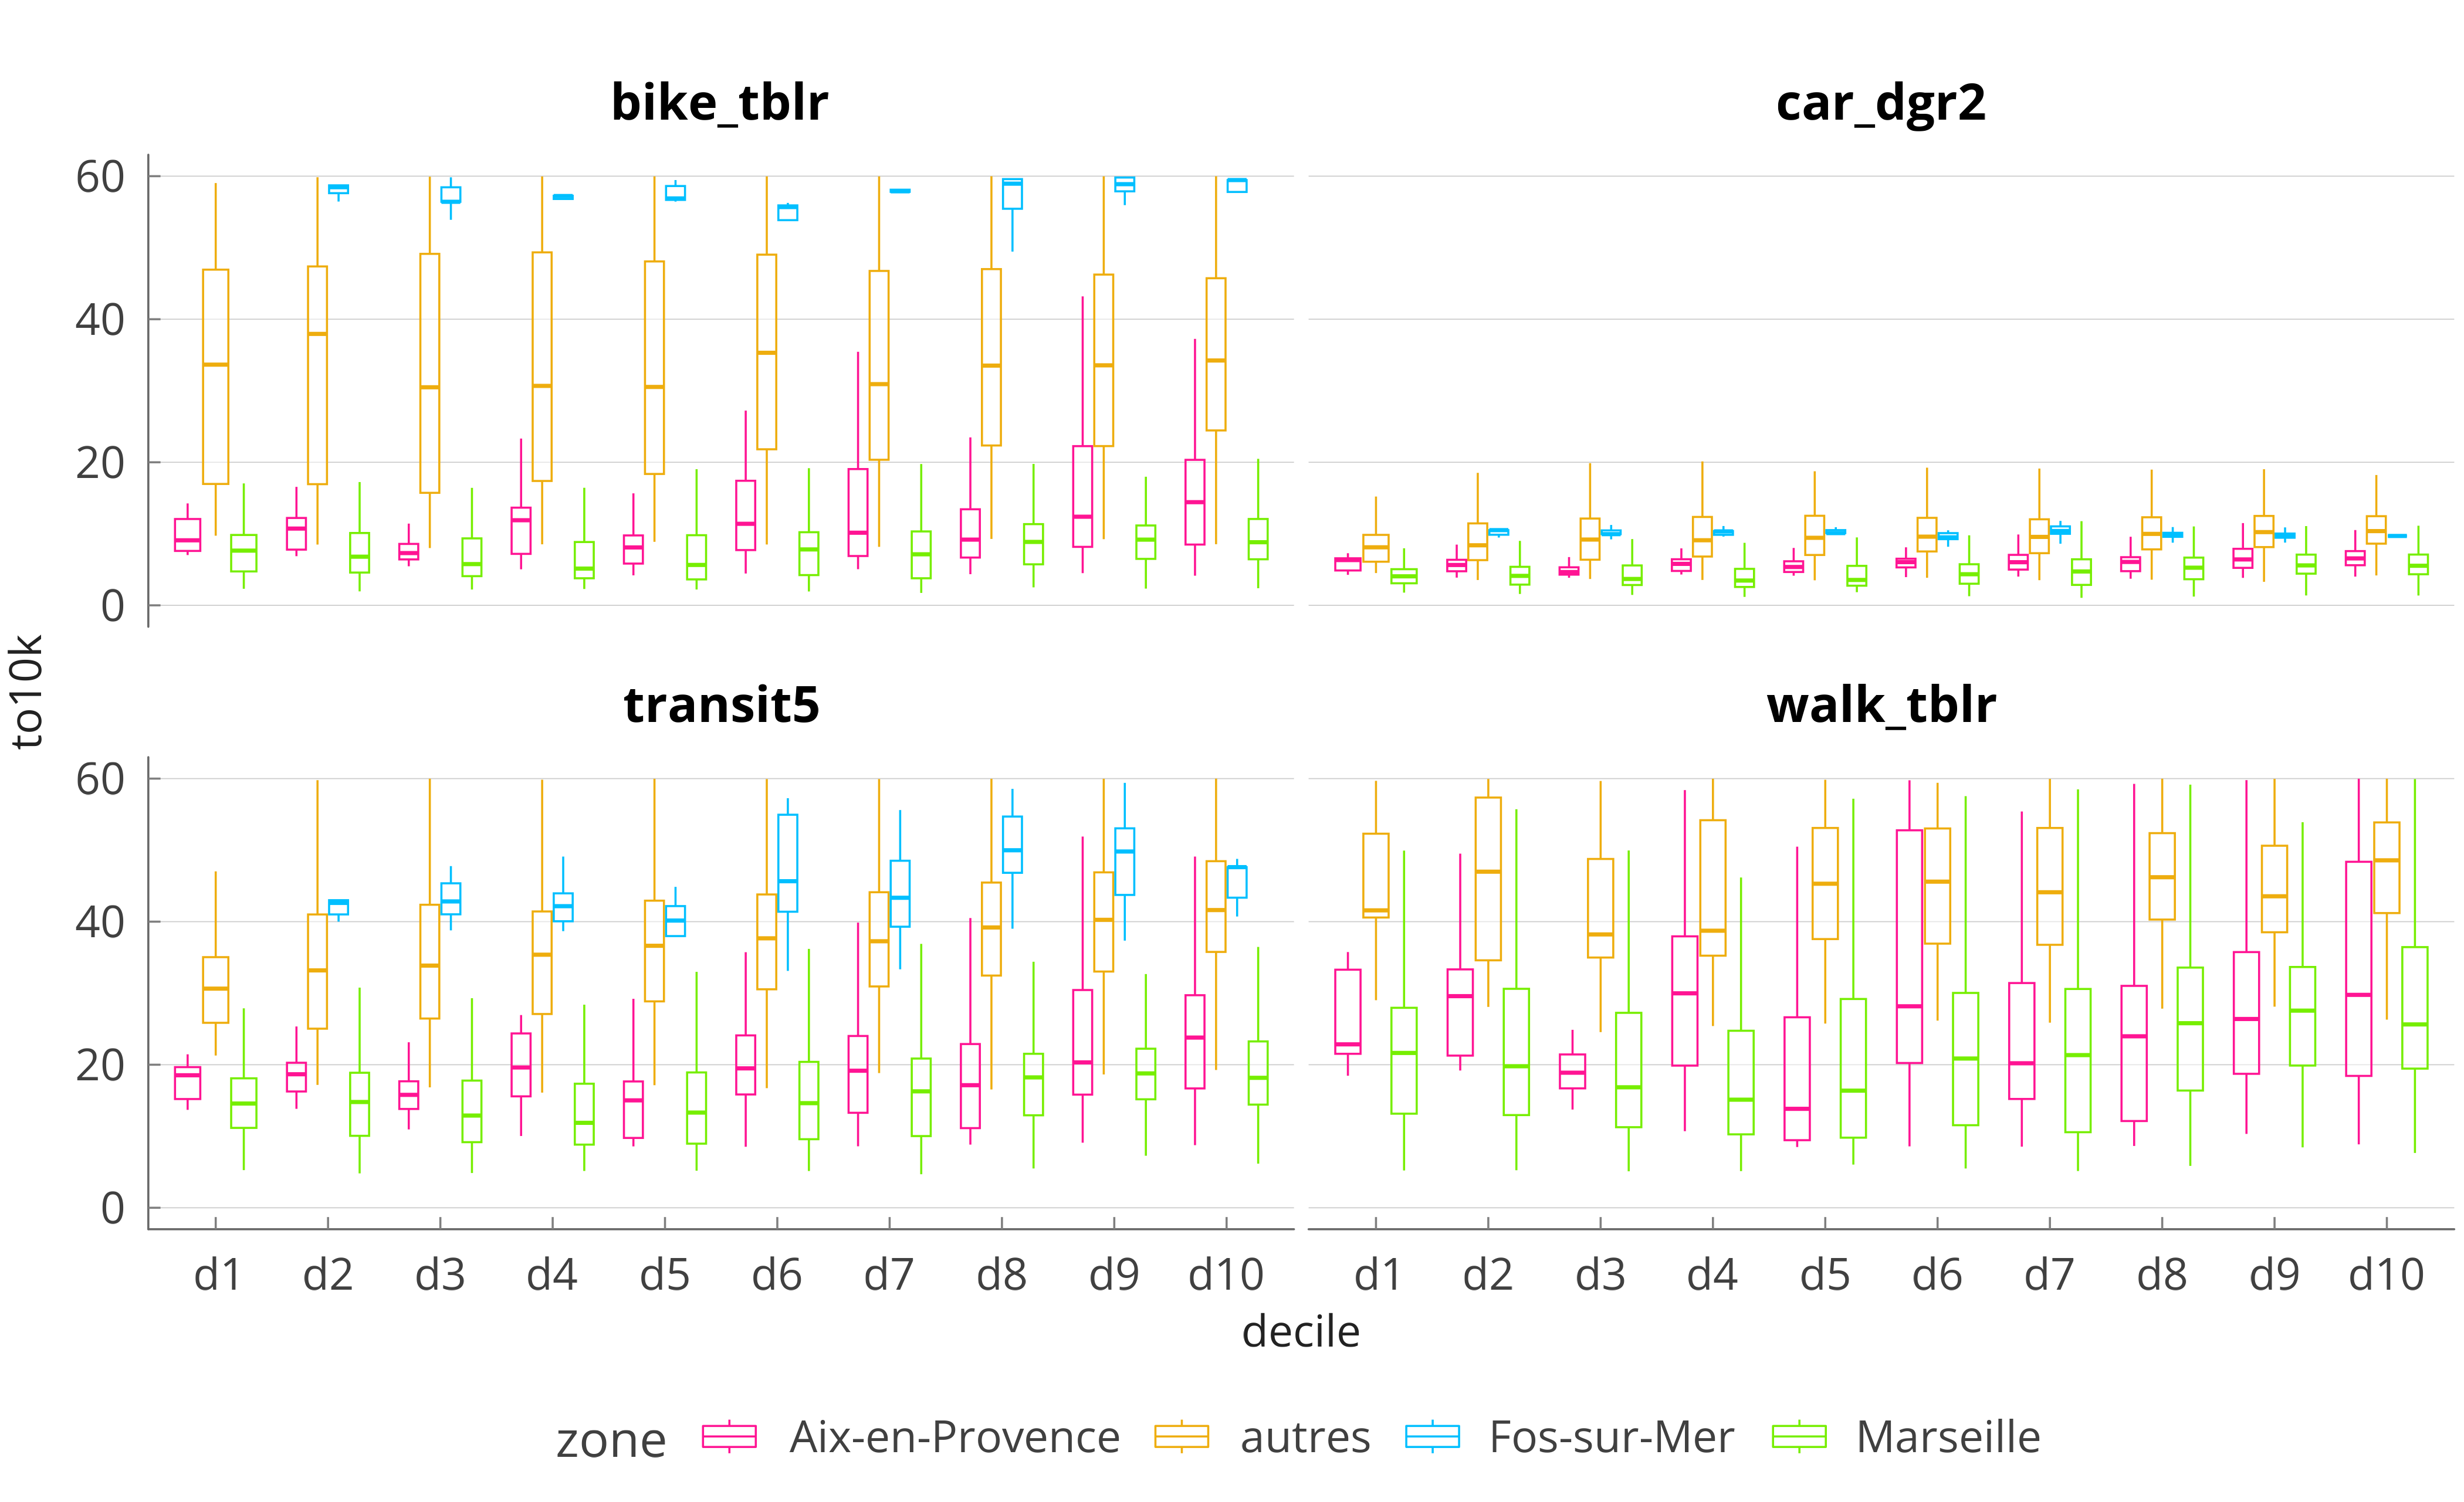 bike_tblr car_dgr2
60
40
20
0
to10k
transit5 walk_tblr
60
40
20
0
d1 d2 d3 d4 d5 d6 d7 d8 d9 d10 d1 d2 d3 d4 d5 d6 d7 d8 d9 d10
decile
zone Aix-en-Provence autres Fos-sur-Mer Marseille